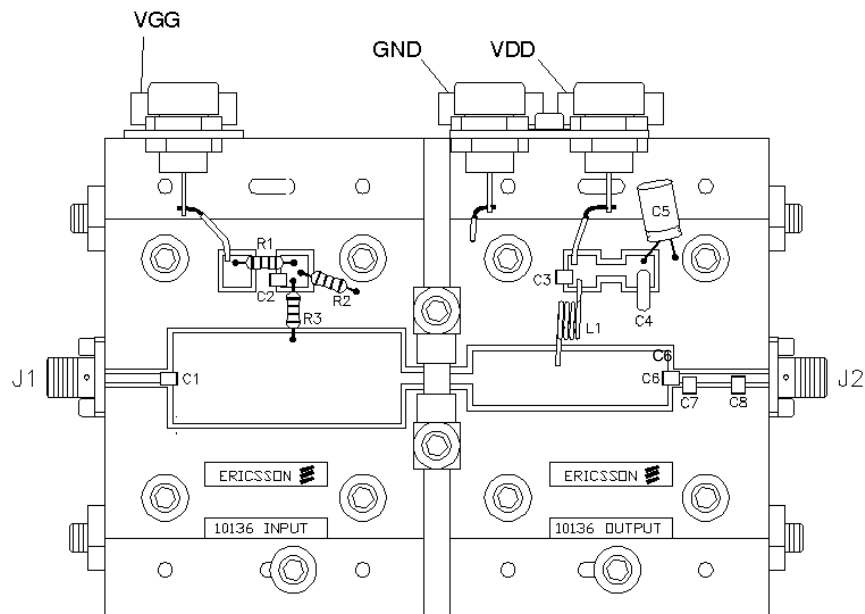 VGG
GND
VDD
C5
R1
C3
C2
R2
C4
R3
L1
C6
J1
C1
C6
J2
C7
C8
ERICSSON
ERICSSON
10136 INPUT
10136 OUTPUT